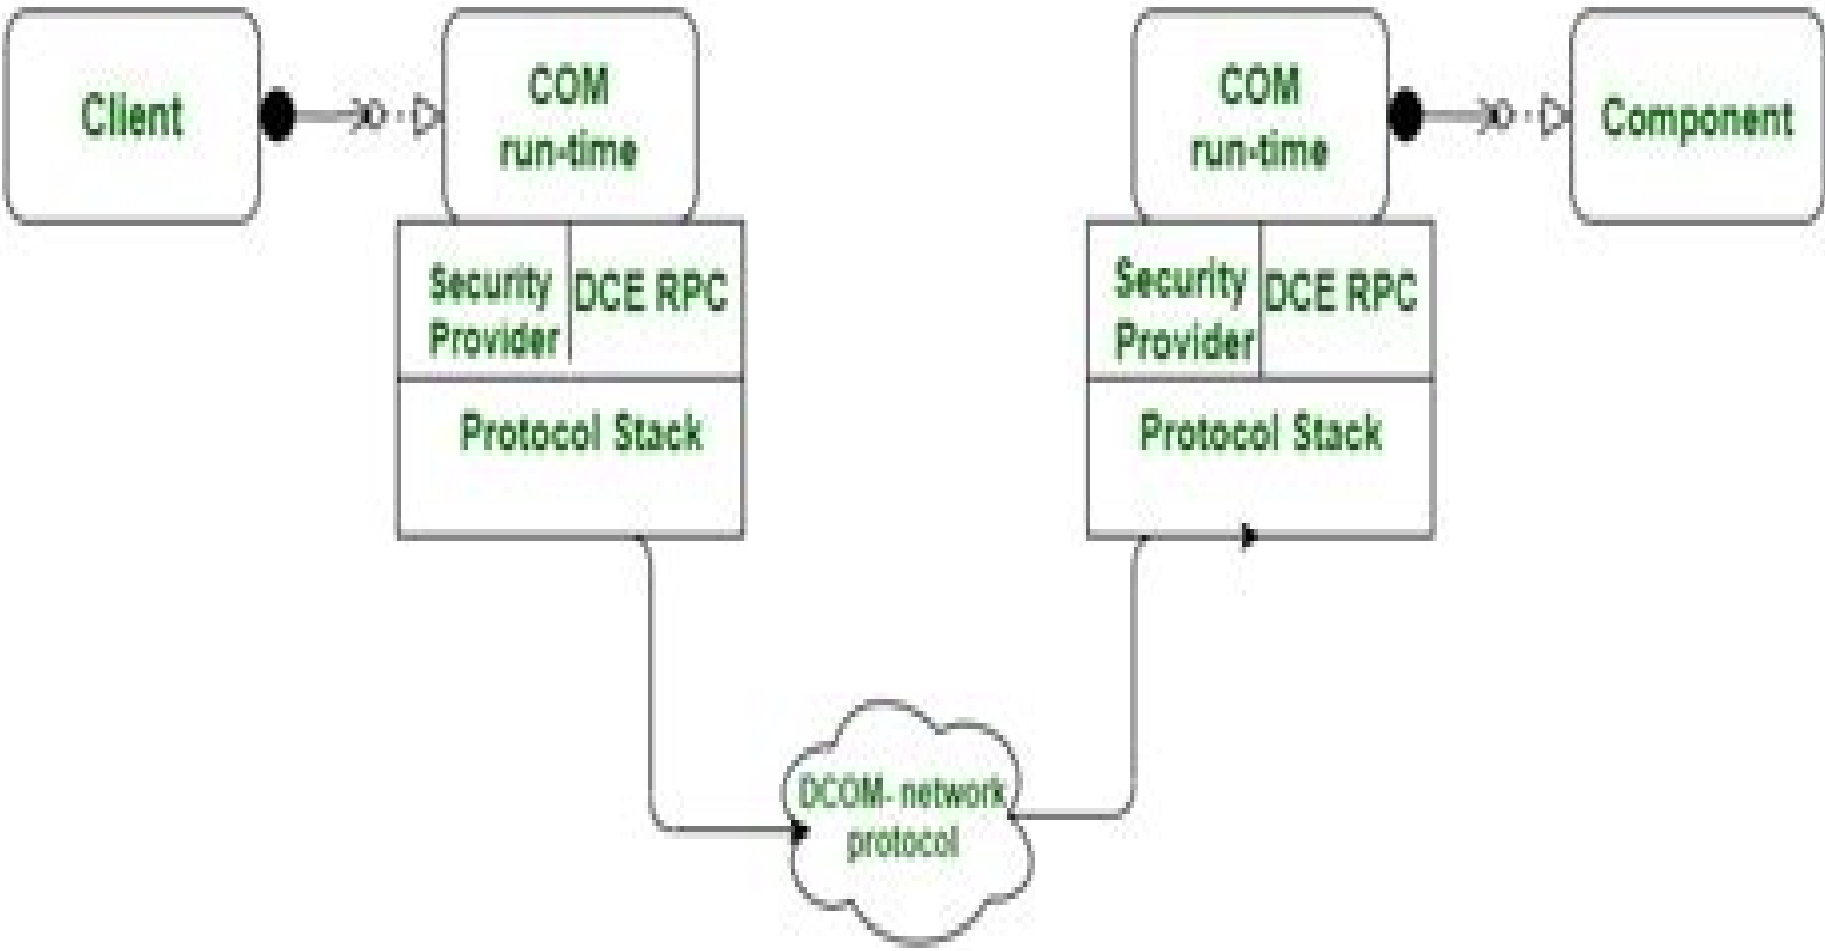 Client
COM
run-time
Security
Provider
DCE RPC
Protocol Stack
COM
run-time
Component
Security
Provider
DCE RPC
Protocol Stack
DCOM- network
protocol